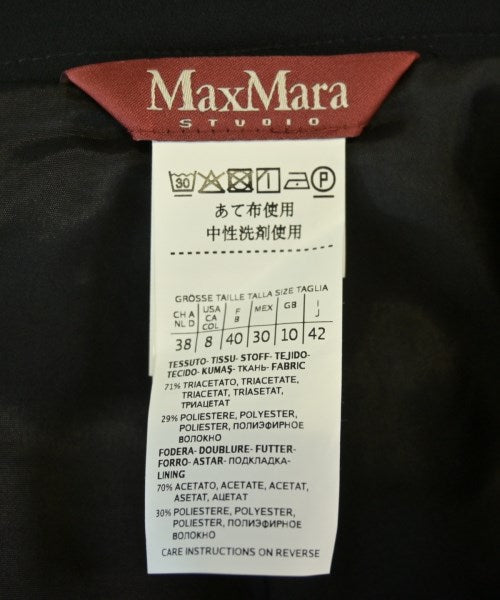 MaxMara
STUDIO
30
P
あて布使用
中性洗剤使用
GRÖSSE TAILLE TALLA SIZE TAGLIA
CH A NL D
USA CA COL
F B
MEX
GB
I J
38 8 40 30 10 42
TESSUTO- TISSU- STOFF- TEJIDO-
TECIDO- KUMAŞ- ТКАНЬ- FABRIC
71% TRIACETATO, TRIACETATE,
TRIACETAT, TRİASETAT,
ТРИАЦЕТАТ
29% POLIESTERE, POLYESTER,
POLIESTER, ПОЛИЭФИРНОЕ
ВОЛОКНО
FODERA- DOUBLURE- FUTTER-
FORRO- ASTAR- ПОДКЛАДКА-
LINING
70% ACETATO, ACETATE, ACETAT,
ASETAT, АЦЕТАТ
30% POLIESTERE, POLYESTER,
POLIESTER, ПОЛИЭФИРНОЕ
ВОЛОКНО
CARE INSTRUCTIONS ON REVERSE